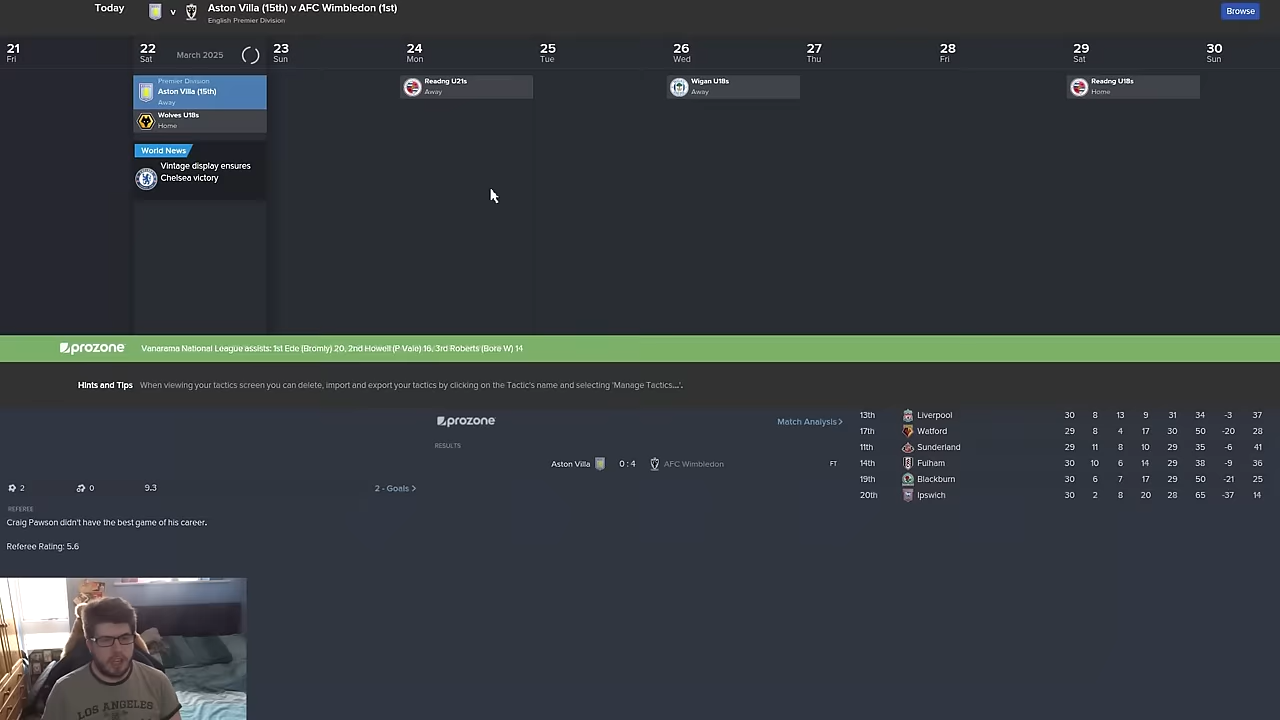 Today
v
Aston Villa (15th) v AFC Wimbledon (1st)
English Premier Division
Browse
21
Fri
22
Sat
March 2025
23
Sun
24
Mon
25
Tue
26
Wed
27
Thu
28
Fri
29
Sat
30
Sun
Premier Division
Aston Villa (15th)
Away
Wolves U18s
Home
Readng U21s
Away
Wigan U18s
Away
Readng U18s
Home
World News
Vintage display ensures
Chelsea victory
prozone
Vanarama National League assists: 1st Ede (Bromly) 20, 2nd Howell (P Vale) 16, 3rd Roberts (Bore W) 14
Hints and Tips When viewing your tactics screen you can delete, import and export your tactics by clicking on the Tactic's name and selecting 'Manage Tactics...'.
prozone
Match Analysis >
RESULTS
Aston Villa 0 : 4 AFC Wimbledon FT
13th Liverpool 30 8 13 9 31 34 -3 37
17th Watford 29 8 4 17 30 50 -20 28
11th Sunderland 29 11 8 10 29 35 -6 41
14th Fulham 30 10 6 14 29 38 -9 36
19th Blackburn 30 6 7 17 29 50 -21 25
20th Ipswich 30 2 8 20 28 65 -37 14
2 0 9.3 2 - Goals >
REFEREE
Craig Pawson didn't have the best game of his career.
Referee Rating: 5.6
LOS ANGELES